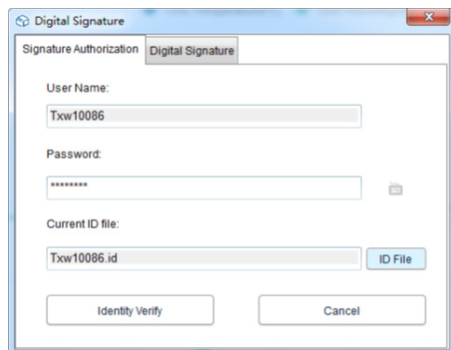 Digital Signature
Signature Authorization Digital Signature
User Name:
Txw10086
Password:
********
Current ID file:
Txw10086.id ID File
Identity Verify Cancel